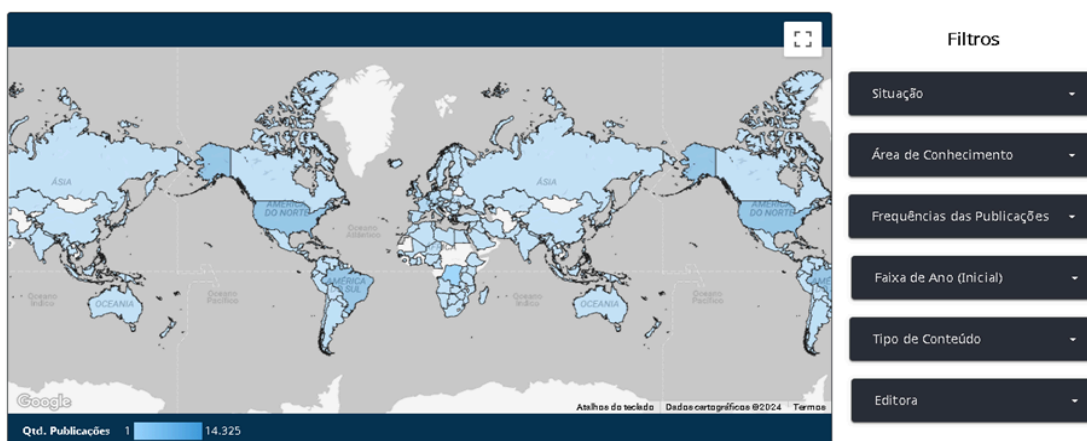 Filtros
Situação
Área de Conhecimento
Frequências das Publicações
Faixa de Ano (Inicial)
Tipo de Conteúdo
Editora
ÁSIA
AMÉRICA
DO NORTE
Oceano
Atlântico
ÁSIA
AMÉRICA
DO NORTE
Oceano
Índico
OCEANIA
Oceano
Pacífico
AMÉRICA
DO SUL
Oceano
Índico
OCEANIA
Oceano
Pacífico
Google
Atalhos do teclado
Dados cartográficos ©2024
Termos
Qtd. Publicações 1 14.325